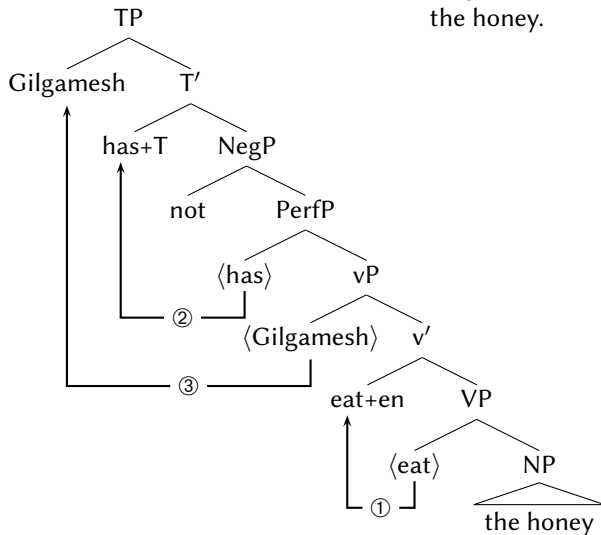 the honey.
TP
Gilgamesh T′
has+T NegP
not PerfP
⟨has⟩ vP
② ⟨Gilgamesh⟩ v′
③ eat+en VP
⟨eat⟩ NP
①
the honey